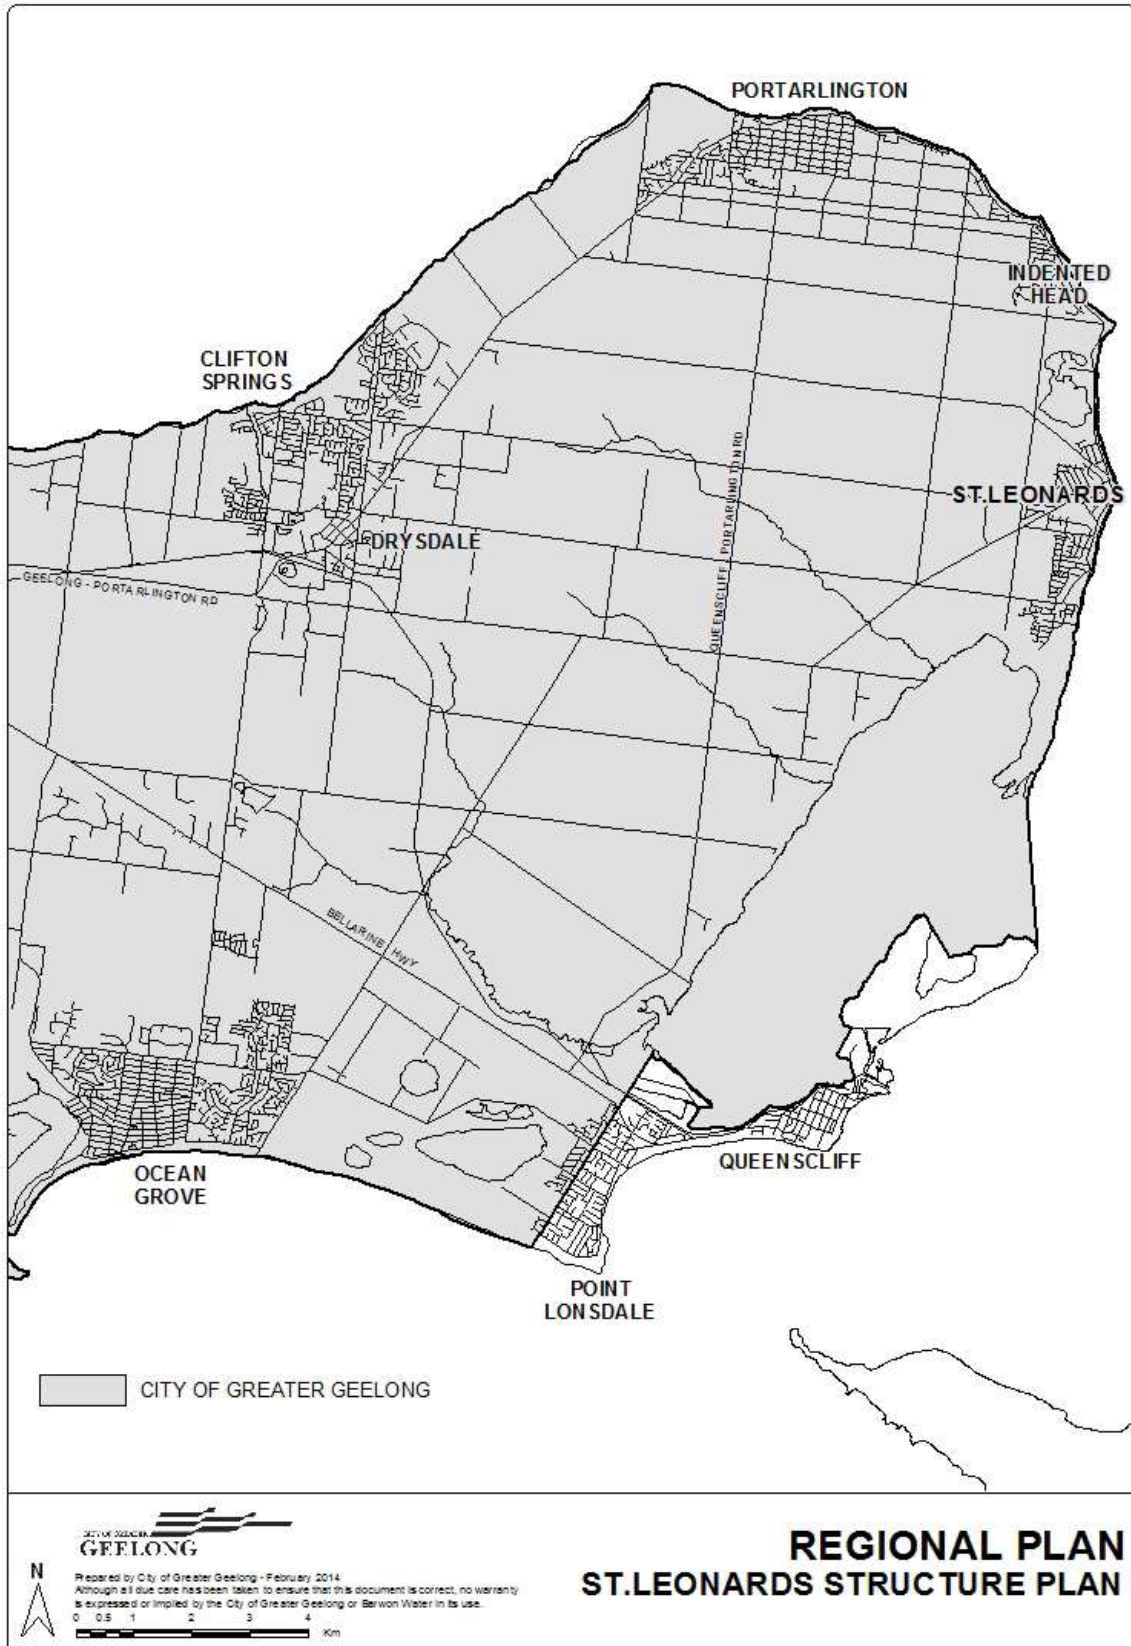 PORTARLINGTON
INDENTED
HEAD
CLIFTON
SPRINGS
ST.LEONARDS
QUEENSCLIFF PORTARLINGTON RD
DRYSDALE
GEELONG - PORTARLINGTON RD
BELLARINE HWY
OCEAN
GROVE
QUEENSCLIFF
POINT
LONSDALE
CITY OF GREATER GEELONG
GEELONG
REGIONAL PLAN
ST.LEONARDS STRUCTURE PLAN
N
Prepared by City of Greater Geelong - February 2014
Although all due care has been taken to ensure that this document is correct, no warranty
is expressed or implied by the City of Greater Geelong or Barwon Water in its use.
0 0.5 1 2 3 4
Km